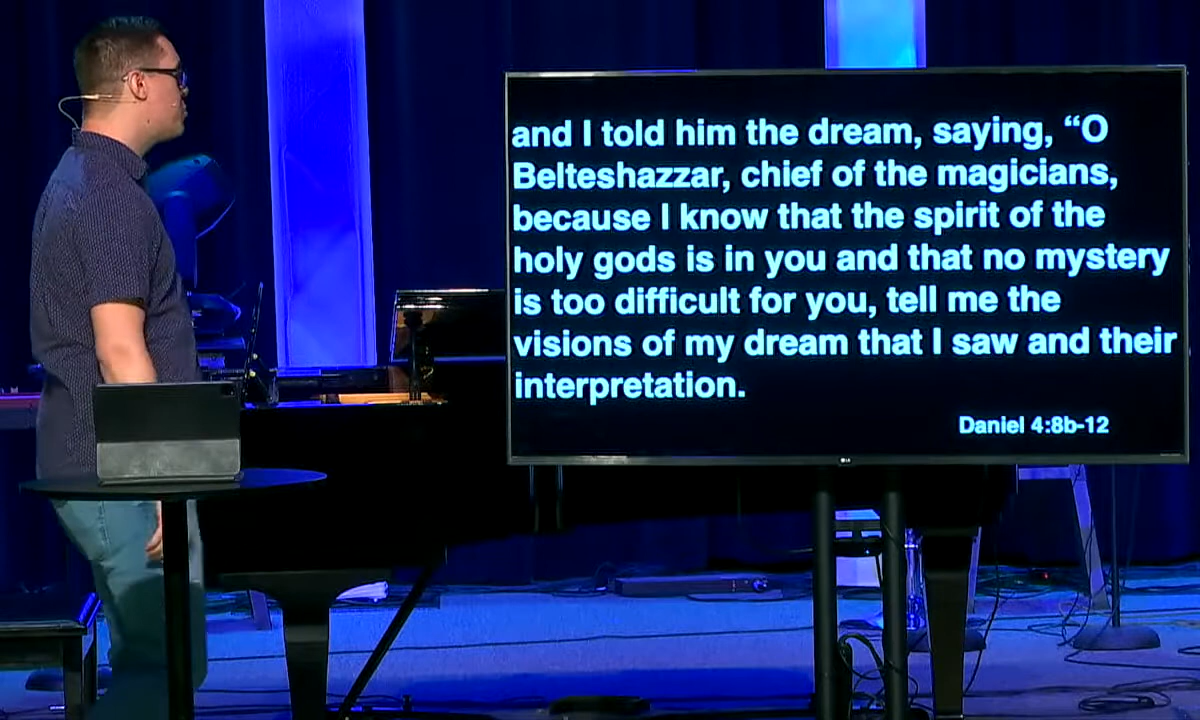 and I told him the dream, saying, “O
Belteshazzar, chief of the magicians,
because I know that the spirit of the
holy gods is in you and that no mystery
is too difficult for you, tell me the
visions of my dream that I saw and their
interpretation.
Daniel 4:8b-12
LG